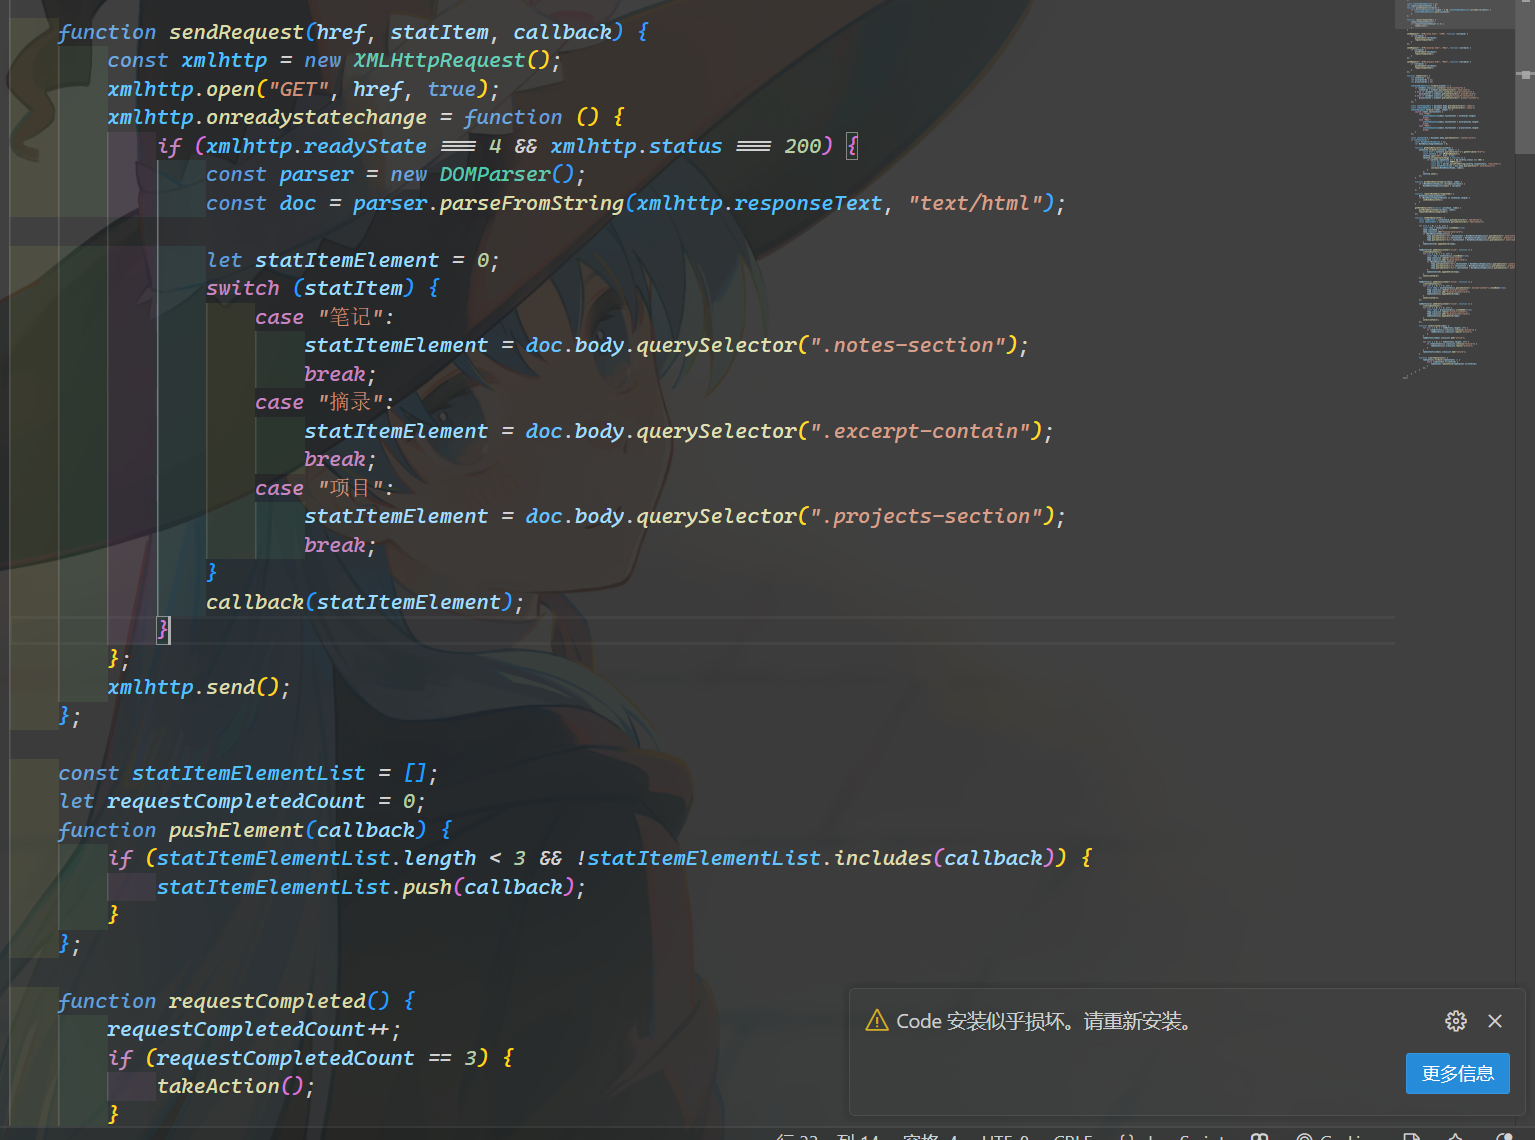 function sendRequest(href, statItem, callback) {
const xmlhttp = new XMLHttpRequest();
xmlhttp.open("GET", href, true);
xmlhttp.onreadystatechange = function () {
if (xmlhttp.readyState === 4 && xmlhttp.status === 200) {
const parser = new DOMParser();
const doc = parser.parseFromString(xmlhttp.responseText, "text/html");
let statItemElement = 0;
switch (statItem) {
case "笔记":
statItemElement = doc.body.querySelector(".notes-section");
break;
case "摘录":
statItemElement = doc.body.querySelector(".excerpt-contain");
break;
case "项目":
statItemElement = doc.body.querySelector(".projects-section");
break;
}
callback(statItemElement);
}
};
xmlhttp.send();
};
const statItemElementList = [];
let requestCompletedCount = 0;
function pushElement(callback) {
if (statItemElementList.length < 3 && !statItemElementList.includes(callback)) {
statItemElementList.push(callback);
}
};
function requestCompleted() {
requestCompletedCount++;
if (requestCompletedCount == 3) {
takeAction();
}
Code 安装似乎损坏。请重新安装。
更多信息